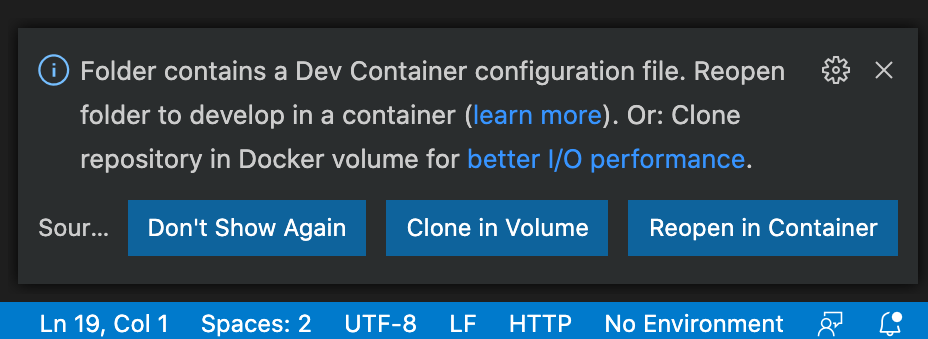 Folder contains a Dev Container configuration file. Reopen
folder to develop in a container (learn more). Or: Clone
repository in Docker volume for better I/O performance.
Sour... Don't Show Again Clone in Volume Reopen in Container
Ln 19, Col 1 Spaces: 2 UTF-8 LF HTTP No Environment